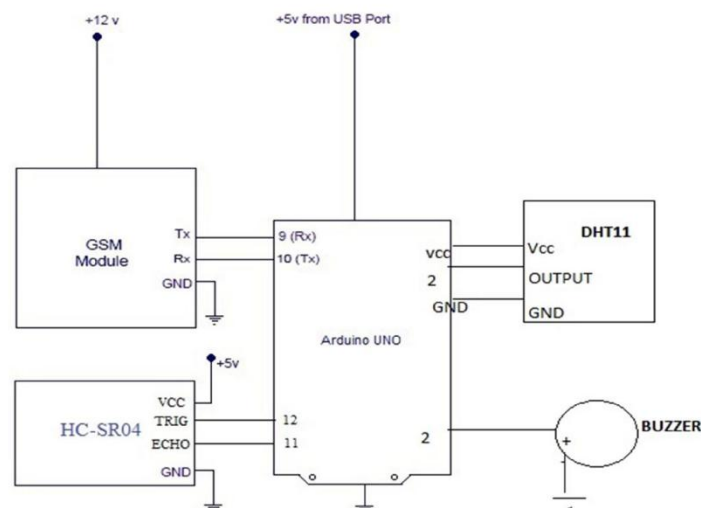 +12 v
+5v from USB Port
GSM
Module
Tx
Rx
GND
9 (Rx)
10 (Tx)
vcc
2
GND
Arduino UNO
DHT11
Vcc
OUTPUT
GND
+5v
HC-SR04
VCC
TRIG
ECHO
GND
12
11
2
+
-
BUZZER